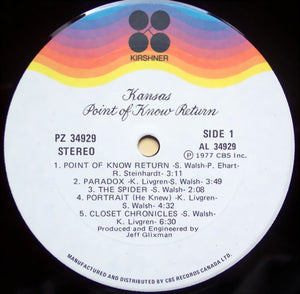 KIRSHNER
Kansas
Point of Know Return
PZ 34929
STEREO
SIDE 1
AL 34929
℗ 1977 CBS Inc.
1. POINT OF KNOW RETURN -S. Walsh-P. Ehart-
R. Steinhardt- 3:11
2. PARADOX -K. Livgren-S. Walsh- 3:49
3. THE SPIDER -S. Walsh- 2:08
4. PORTRAIT (He Knew) -K. Livgren-
S. Walsh- 4:32
5. CLOSET CHRONICLES -S. Walsh-
K. Livgren- 6:30
Produced and Engineered by
Jeff Glixman
MANUFACTURED AND DISTRIBUTED BY CBS RECORDS CANADA LTD.